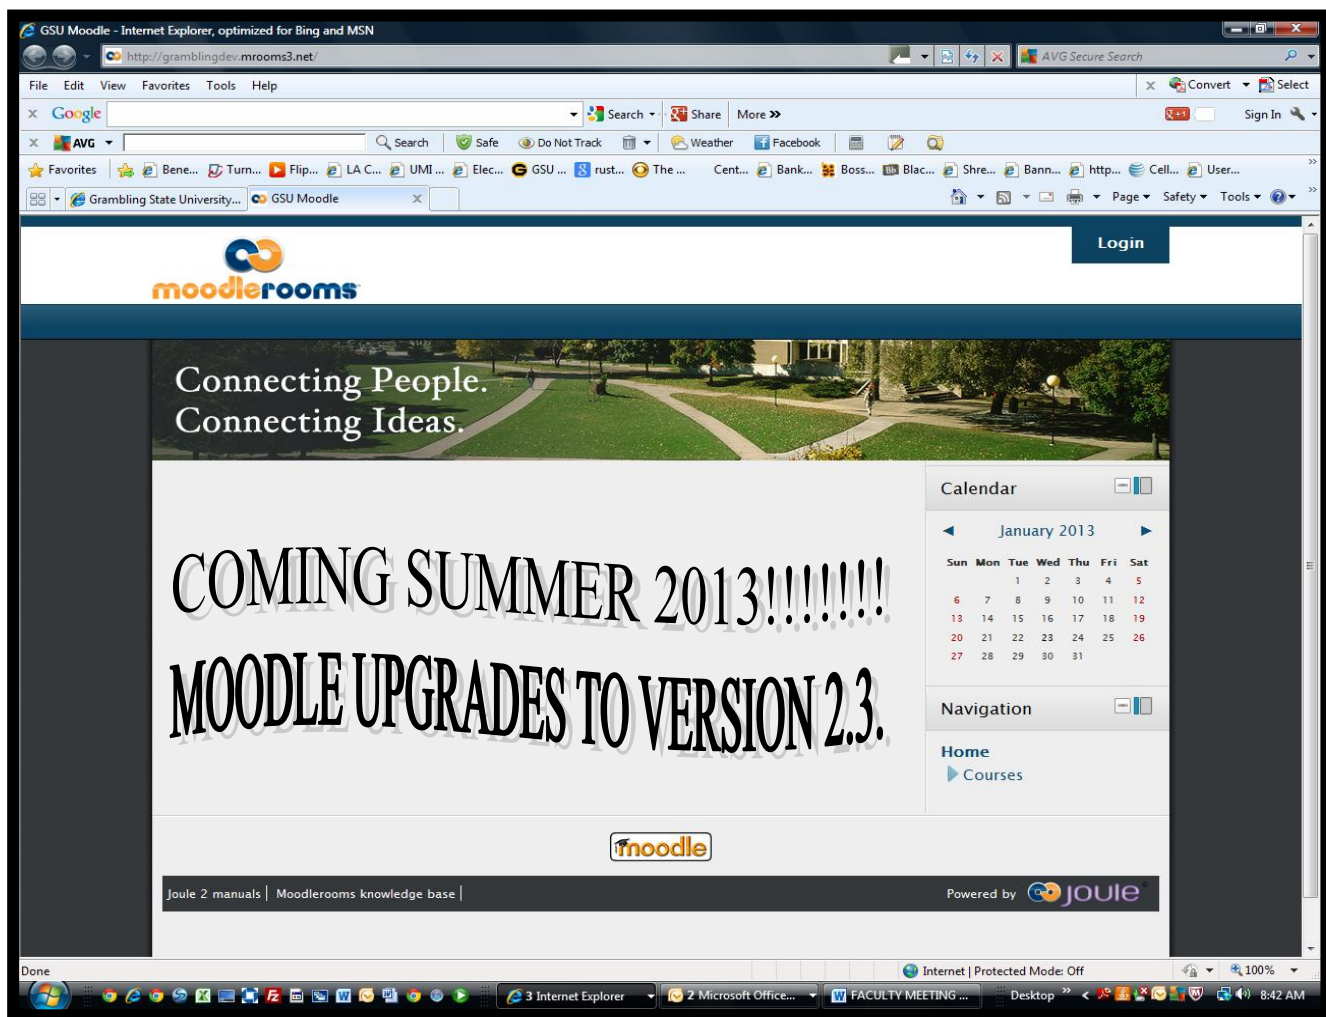 GSU Moodle - Internet Explorer, optimized for Bing and MSN
http://gramblingdev.mrooms3.net/
AVG Secure Search
File Edit View Favorites Tools Help
x Convert Select
x Google Search Share More »
+1 Sign In
x AVG Search Safe Do Not Track Weather Facebook
Favorites Bene... Turn... Flip... LA C... UMI ... Elec... GSU ... rust... The ... Cent... Bank... Boss... Blac... Shre... Bann... http... Cell... User... »
Grambling State University... GSU Moodle x
Page Safety Tools »
Login
moodlerooms
Connecting People.
Connecting Ideas.
Calendar
January 2013
Sun Mon Tue Wed Thu Fri Sat
1 2 3 4 5
6 7 8 9 10 11 12
13 14 15 16 17 18 19
20 21 22 23 24 25 26
27 28 29 30 31
COMING SUMMER 2013!!!!!!!
MOODLE UPGRADES TO VERSION 2.3.
Navigation
Home
Courses
moodle
Joule 2 manuals | Moodlerooms knowledge base |
Powered by joule
Done
Internet | Protected Mode: Off
100%
3 Internet Explorer 2 Microsoft Office... FACULTY MEETING ... Desktop » < 8:42 AM